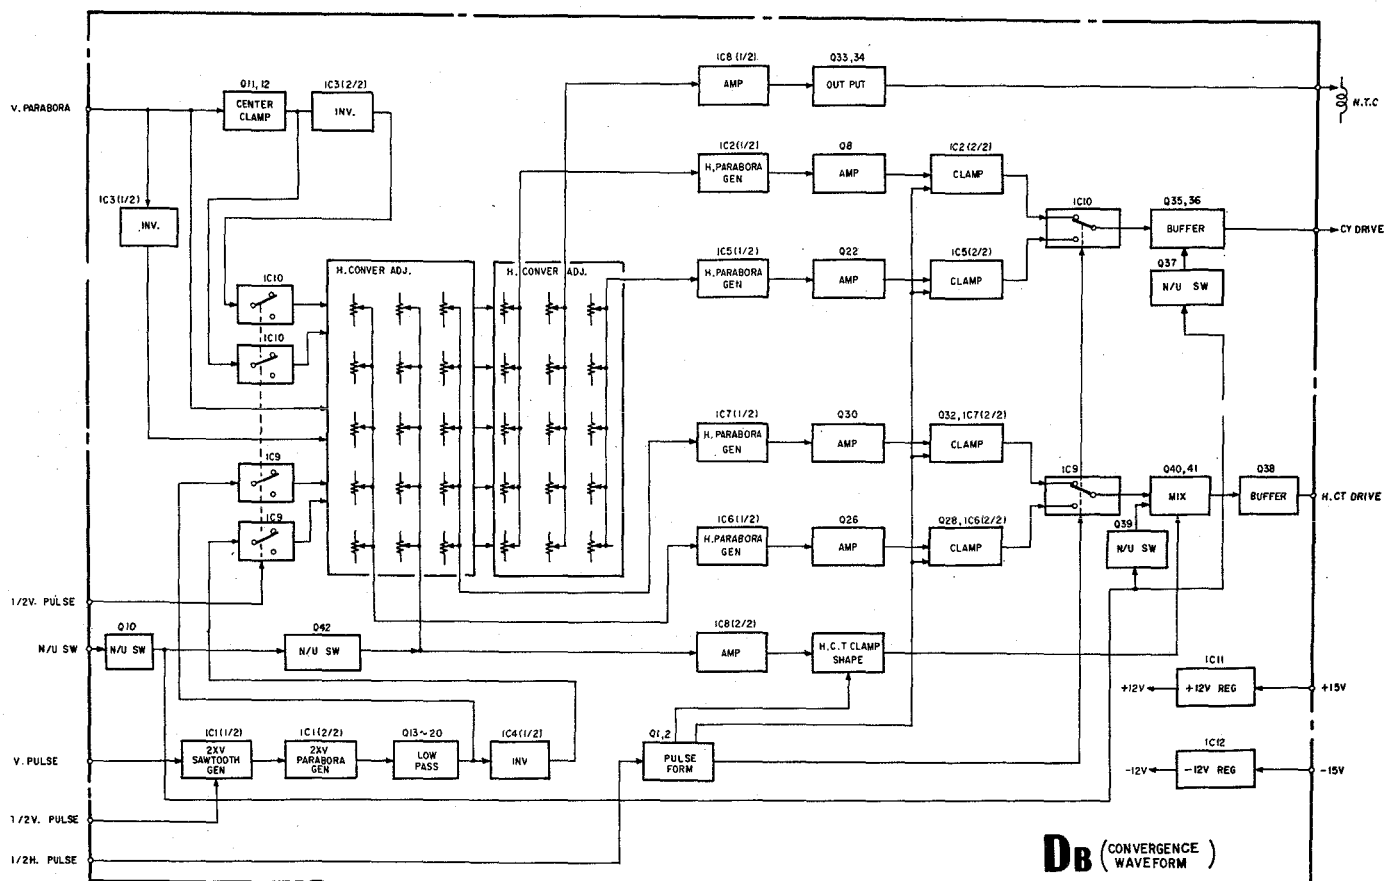 IC8 (1/2)
AMP
Q33, 34
OUT PUT
N.T.C
V. PARABORA
Q11, 12
CENTER
CLAMP
IC3(2/2)
INV.
IC2(1/2)
H. PARABORA
GEN
Q8
AMP
IC2(2/2)
CLAMP
IC3(1/2)
INV.
IC10
Q35, 36
BUFFER
CY DRIVE
IC5(1/2)
H. PARABORA
GEN
Q22
AMP
IC5(2/2)
CLAMP
Q37
N/U SW
IC10
IC10
H. CONVER ADJ.
H. CONVER ADJ.
IC7(1/2)
H. PARABORA
GEN
Q30
AMP
Q32, IC7(2/2)
CLAMP
IC9
IC9
IC9
Q40, 41
MIX
Q38
BUFFER
H. CT DRIVE
IC6(1/2)
H. PARABORA
GEN
Q26
AMP
Q28, IC6(2/2)
CLAMP
Q39
N/U SW
1/2V. PULSE
N/U SW
Q10
N/U SW
Q42
N/U SW
IC8(2/2)
AMP
H.C.T CLAMP
SHAPE
IC11
+12V
+12V REG
+15V
V. PULSE
IC1(1/2)
2XV
SAWTOOTH
GEN
IC1(2/2)
2XV
PARABORA
GEN
Q13~20
LOW
PASS
IC4(1/2)
INV
Q1, 2
PULSE
FORM
IC12
-12V
-12V REG
-15V
1/2V. PULSE
1/2H. PULSE
DB (CONVERGENCE
WAVEFORM)